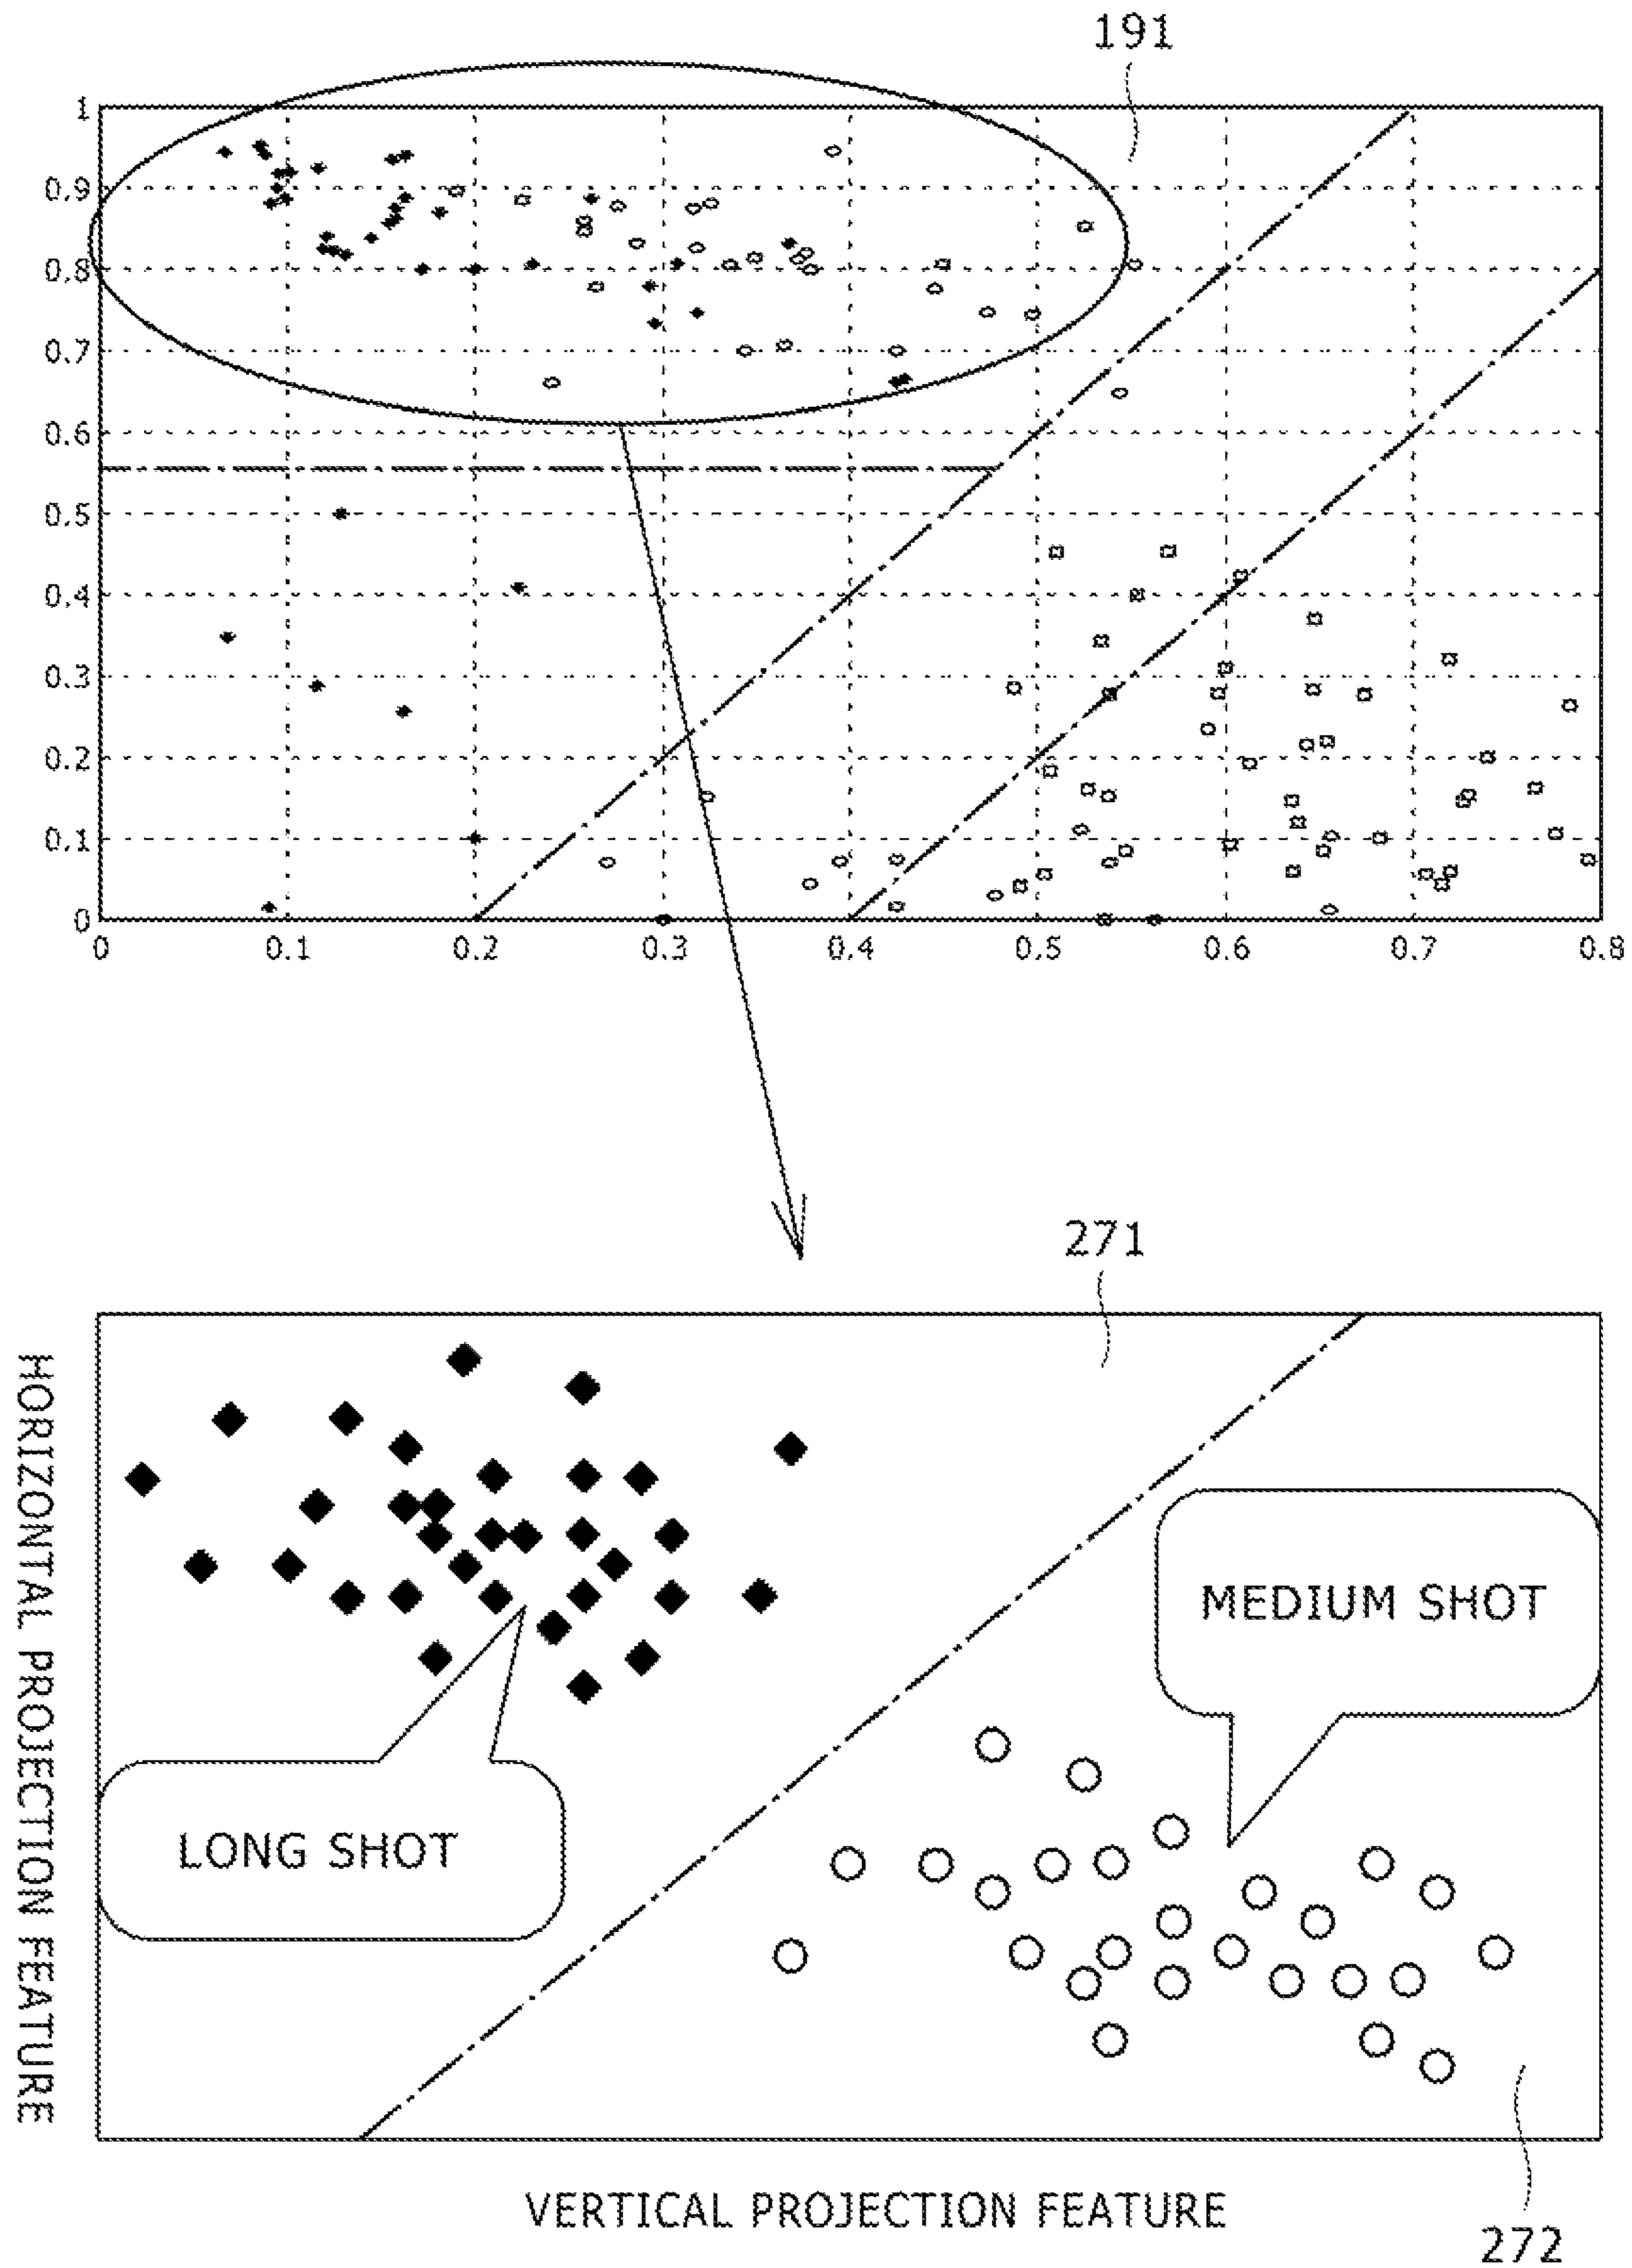 191
1
0.9
0.8
0.7
0.6
0.5
0.4
0.3
0.2
0.1
0
0 0.1 0.2 0.3 0.4 0.5 0.6 0.7 0.8
271
MEDIUM SHOT
LONG SHOT
HORIZONTAL PROJECTION FEATURE
VERTICAL PROJECTION FEATURE
272